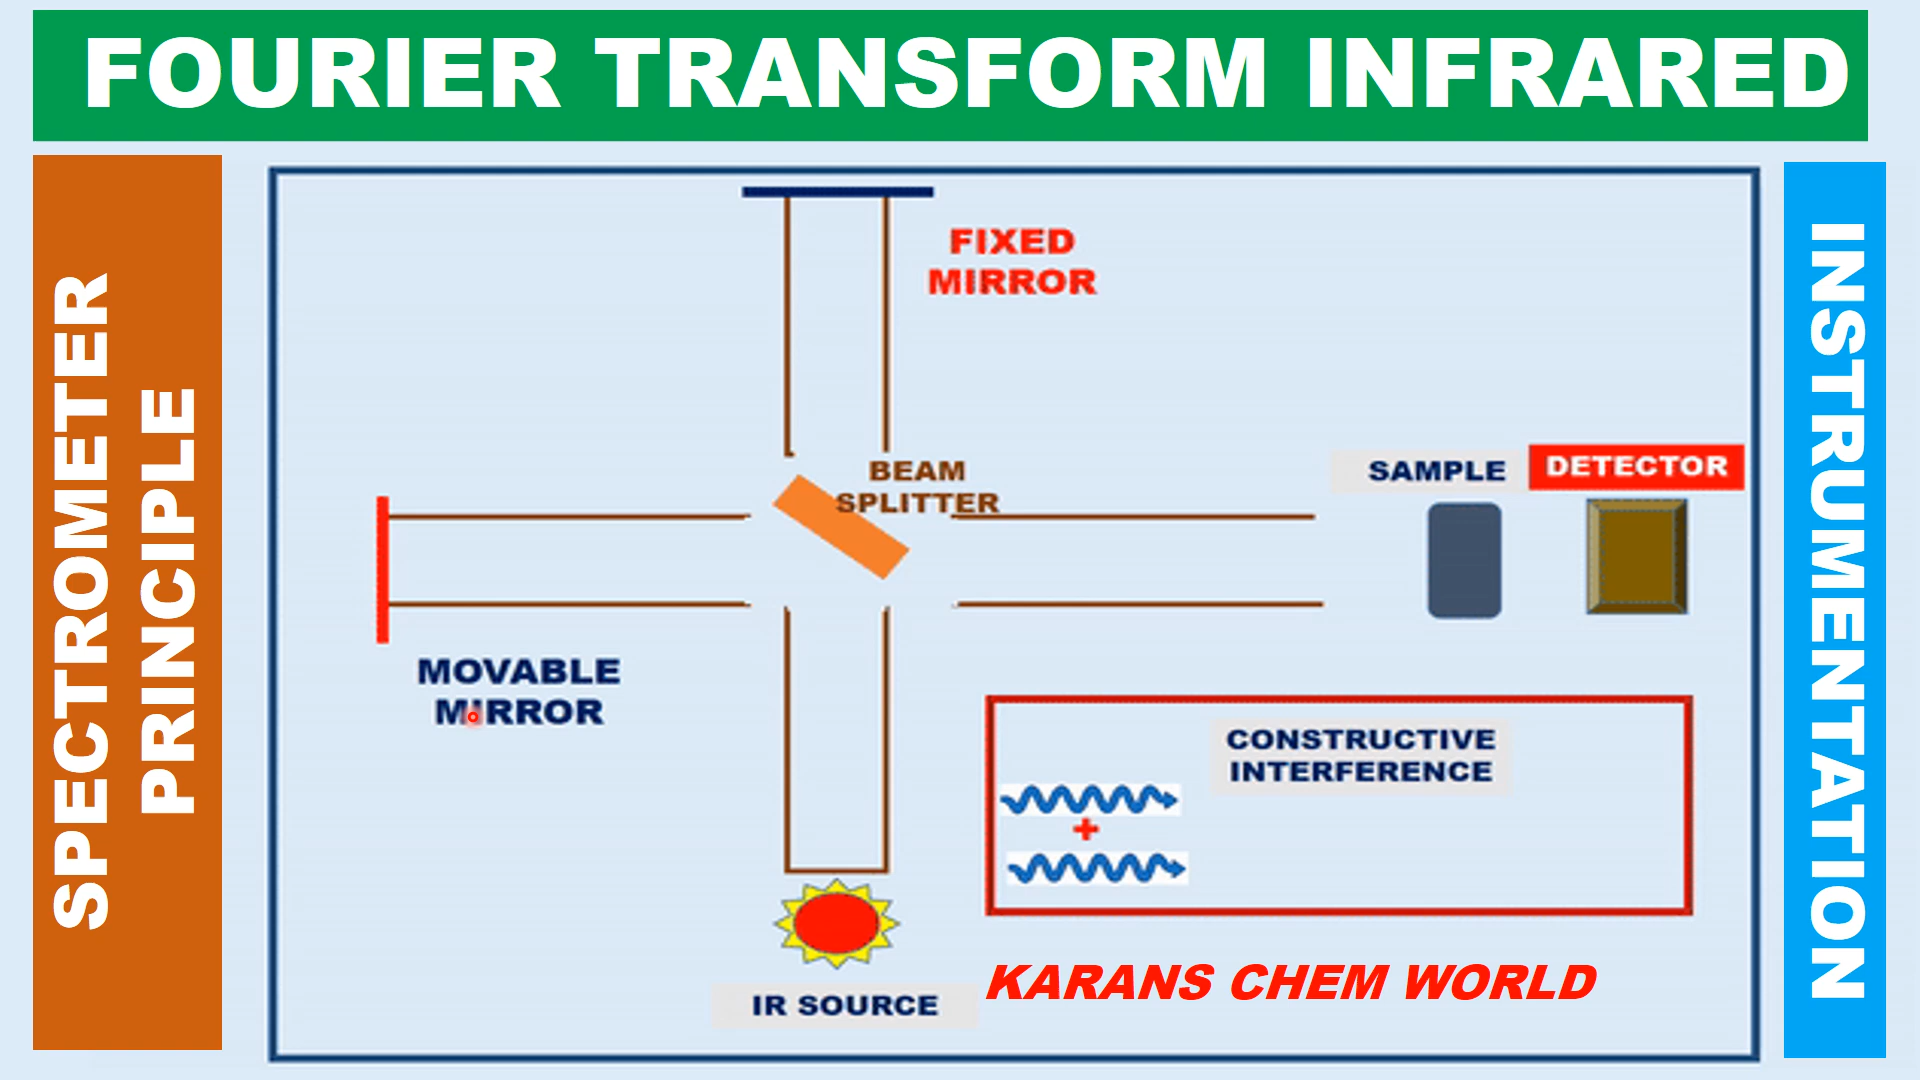 FOURIER TRANSFORM INFRARED
SPECTROMETER
PRINCIPLE
FIXED
MIRROR
BEAM
SPLITTER
SAMPLE
DETECTOR
MOVABLE
MIRROR
CONSTRUCTIVE
INTERFERENCE
+
IR SOURCE
KARANS CHEM WORLD
INSTRUMENTATION